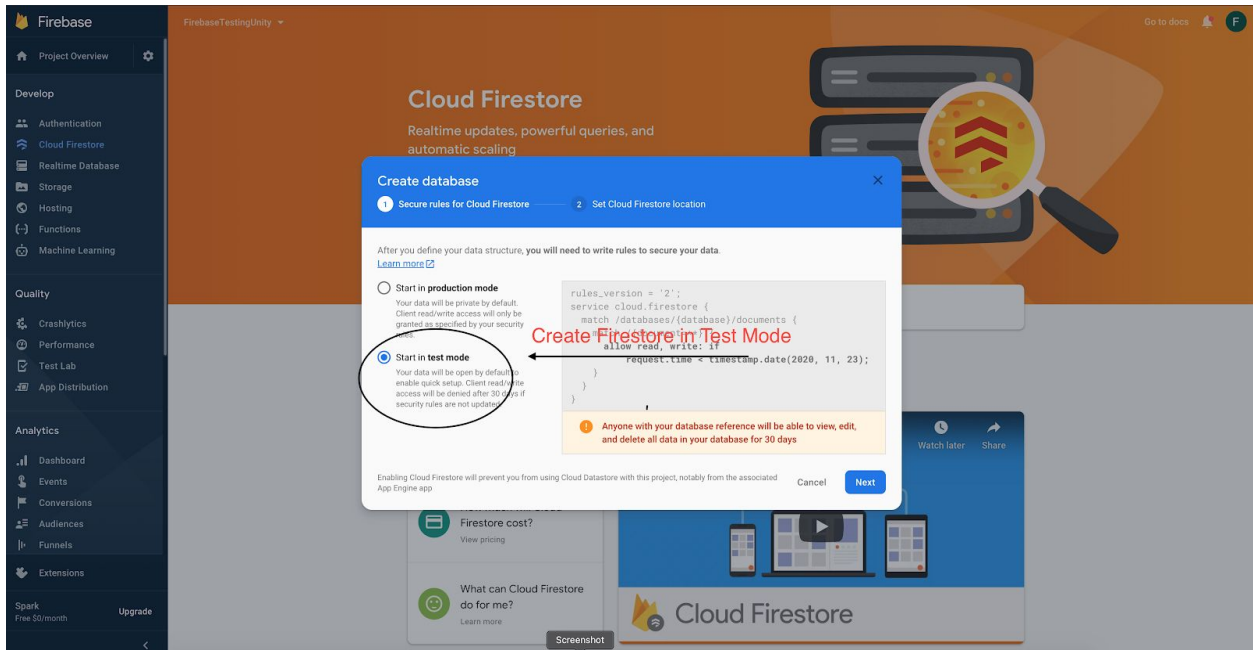 Firebase
FirebaseTestingUnity
Go to docs
F
Project Overview
Develop
Authentication
Cloud Firestore
Realtime Database
Storage
Hosting
Functions
Machine Learning
Quality
Crashlytics
Performance
Test Lab
App Distribution
Analytics
Dashboard
Events
Conversions
Audiences
Funnels
Extensions
Spark
Free $0/month
Upgrade
Cloud Firestore
Realtime updates, powerful queries, and
automatic scaling
Create database
1 Secure rules for Cloud Firestore
2 Set Cloud Firestore location
After you define your data structure, you will need to write rules to secure your data.
Learn more
Start in production mode
Your data will be private by default.
Client read/write access will only be
granted as specified by your security
rules.
Start in test mode
Your data will be open by default to
enable quick setup. Client read/write
access will be denied after 30 days if
security rules are not updated
rules_version = '2';
service cloud.firestore {
match /databases/{database}/documents {
match
Create Firestore in Test Mode
allow read, write: if
request.time < timestamp.date(2020, 11, 23);
}
}
}
Anyone with your database reference will be able to view, edit,
and delete all data in your database for 30 days
Enabling Cloud Firestore will prevent you from using Cloud Datastore with this project, notably from the associated
App Engine app
Cancel
Next
Watch later
Share
Firestore cost?
View pricing
What can Cloud Firestore
do for me?
Learn more
Cloud Firestore
Screenshot